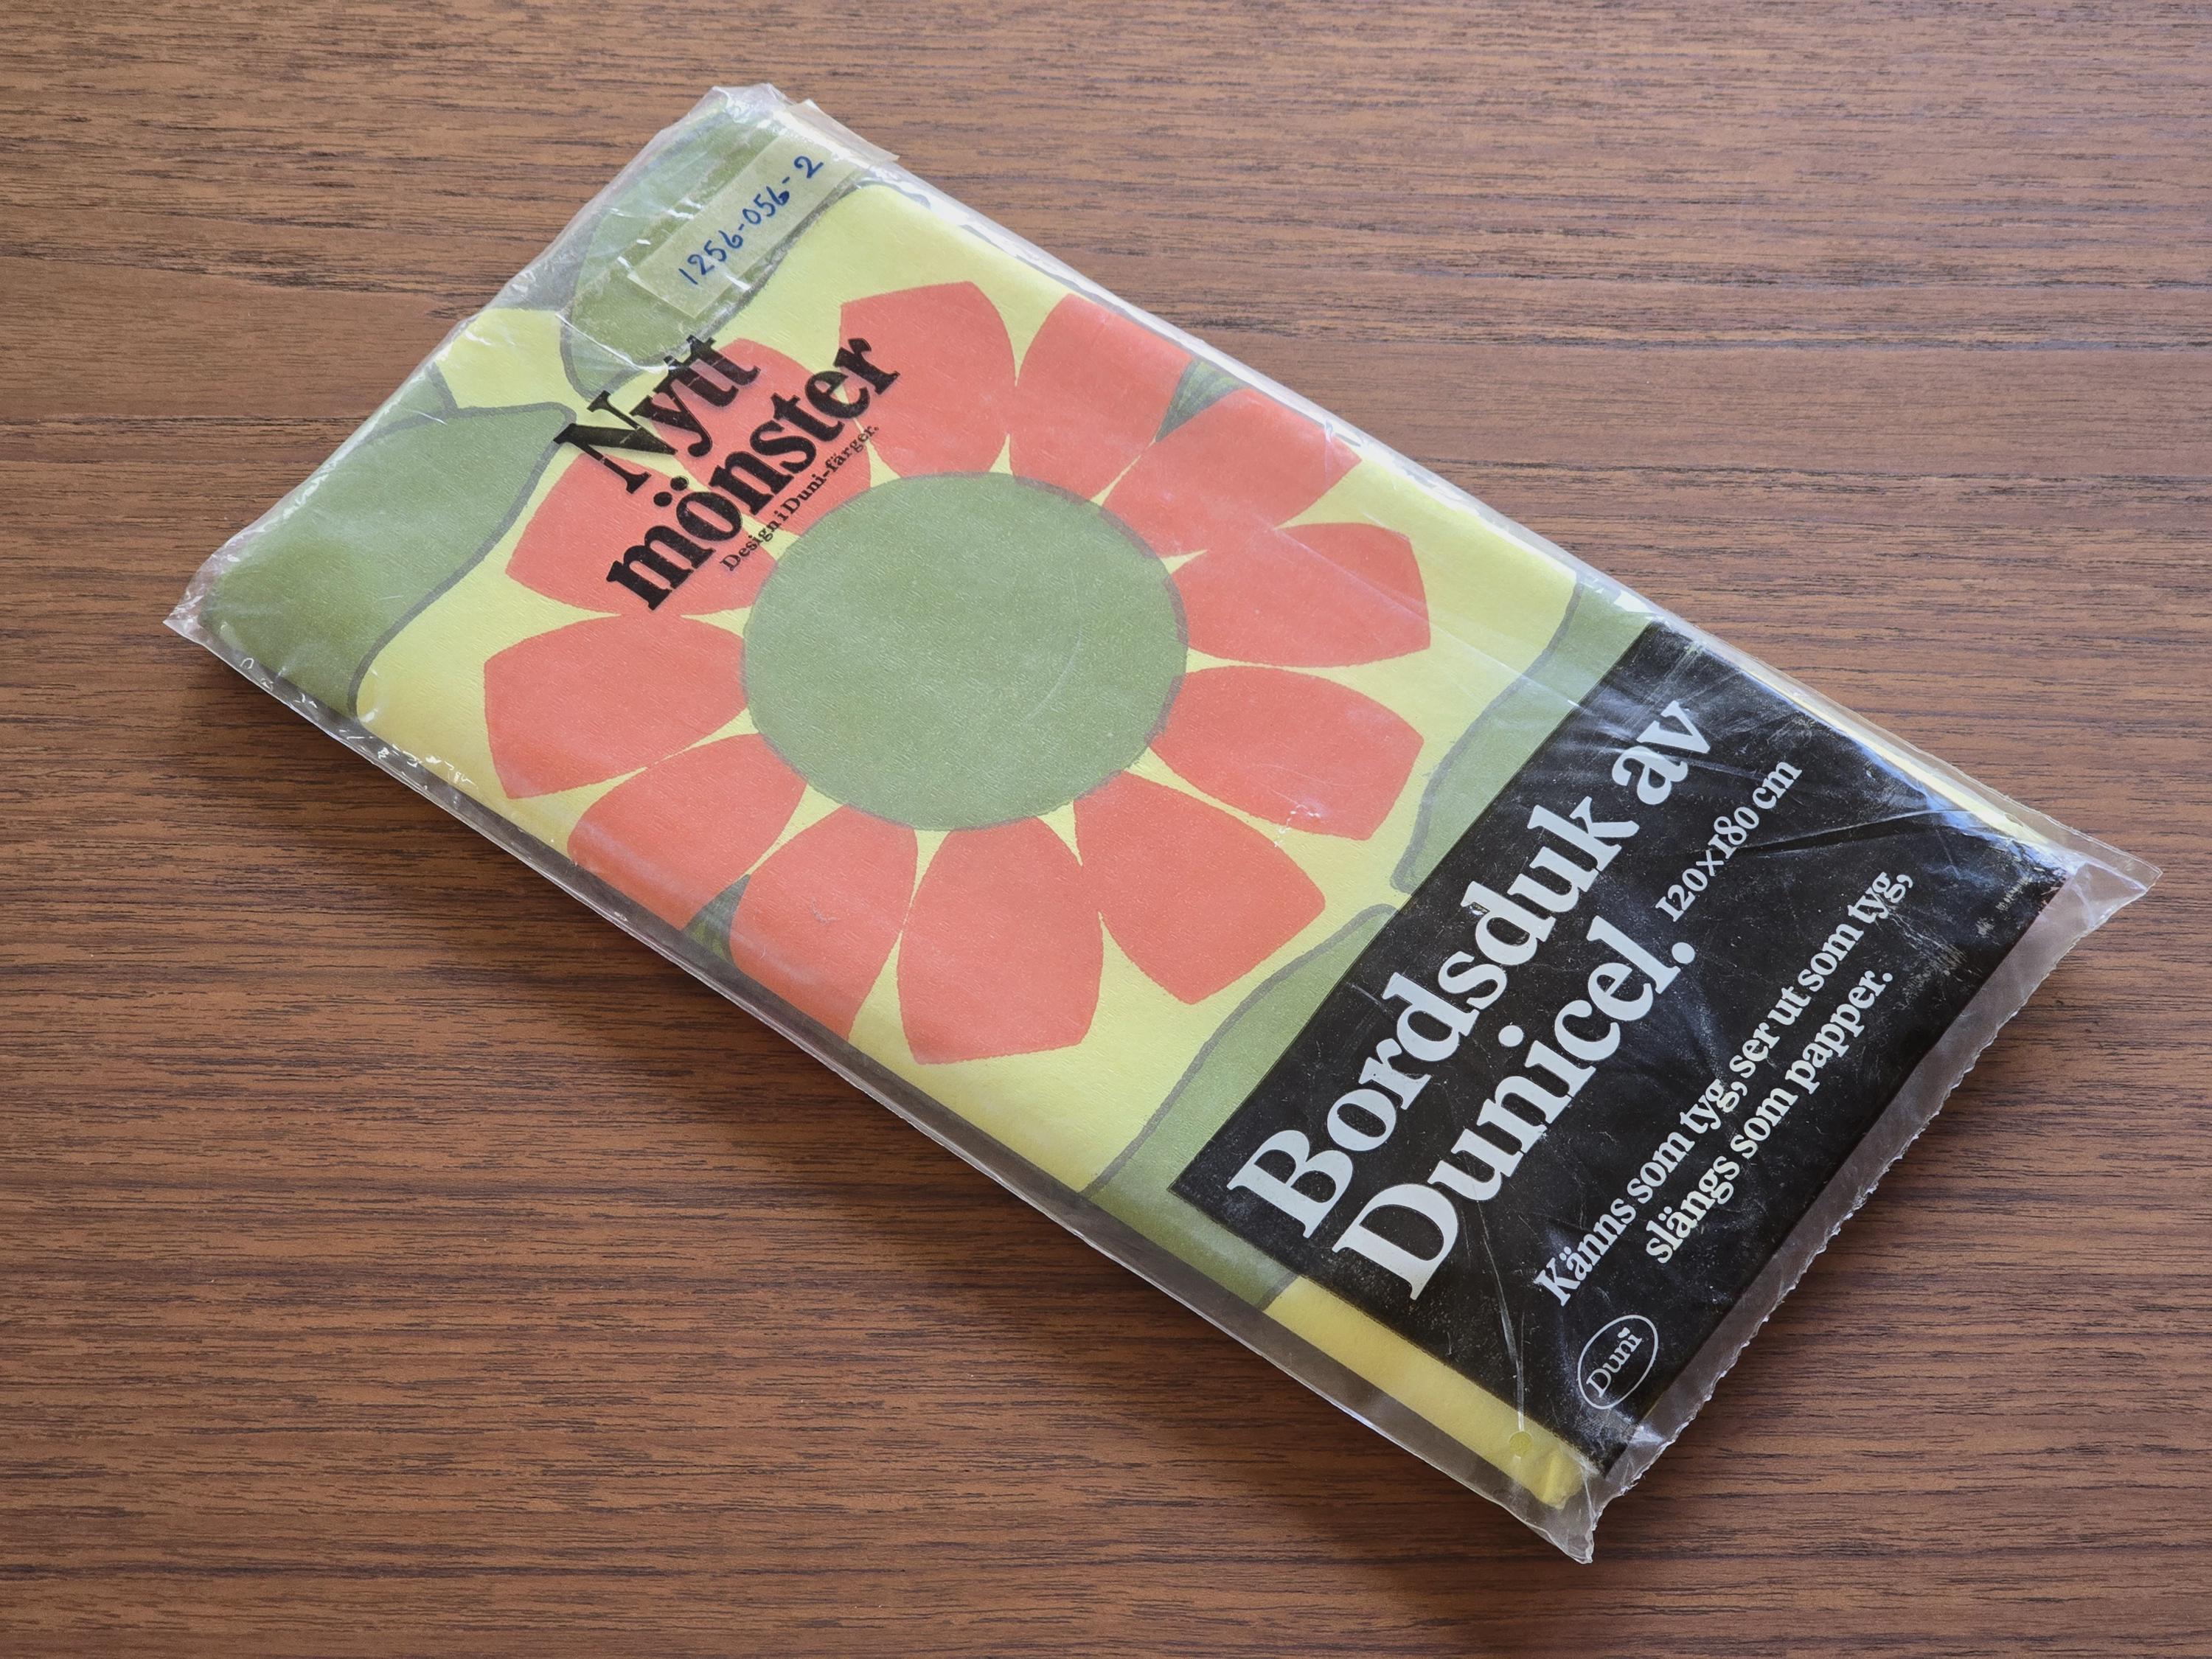 1256-056-2
Nytt
mönster
Design i Duni-färger.
Bordsduk av
Dunicel. 120×180 cm
Känns som tyg, ser ut som tyg,
slängs som papper.
Duni